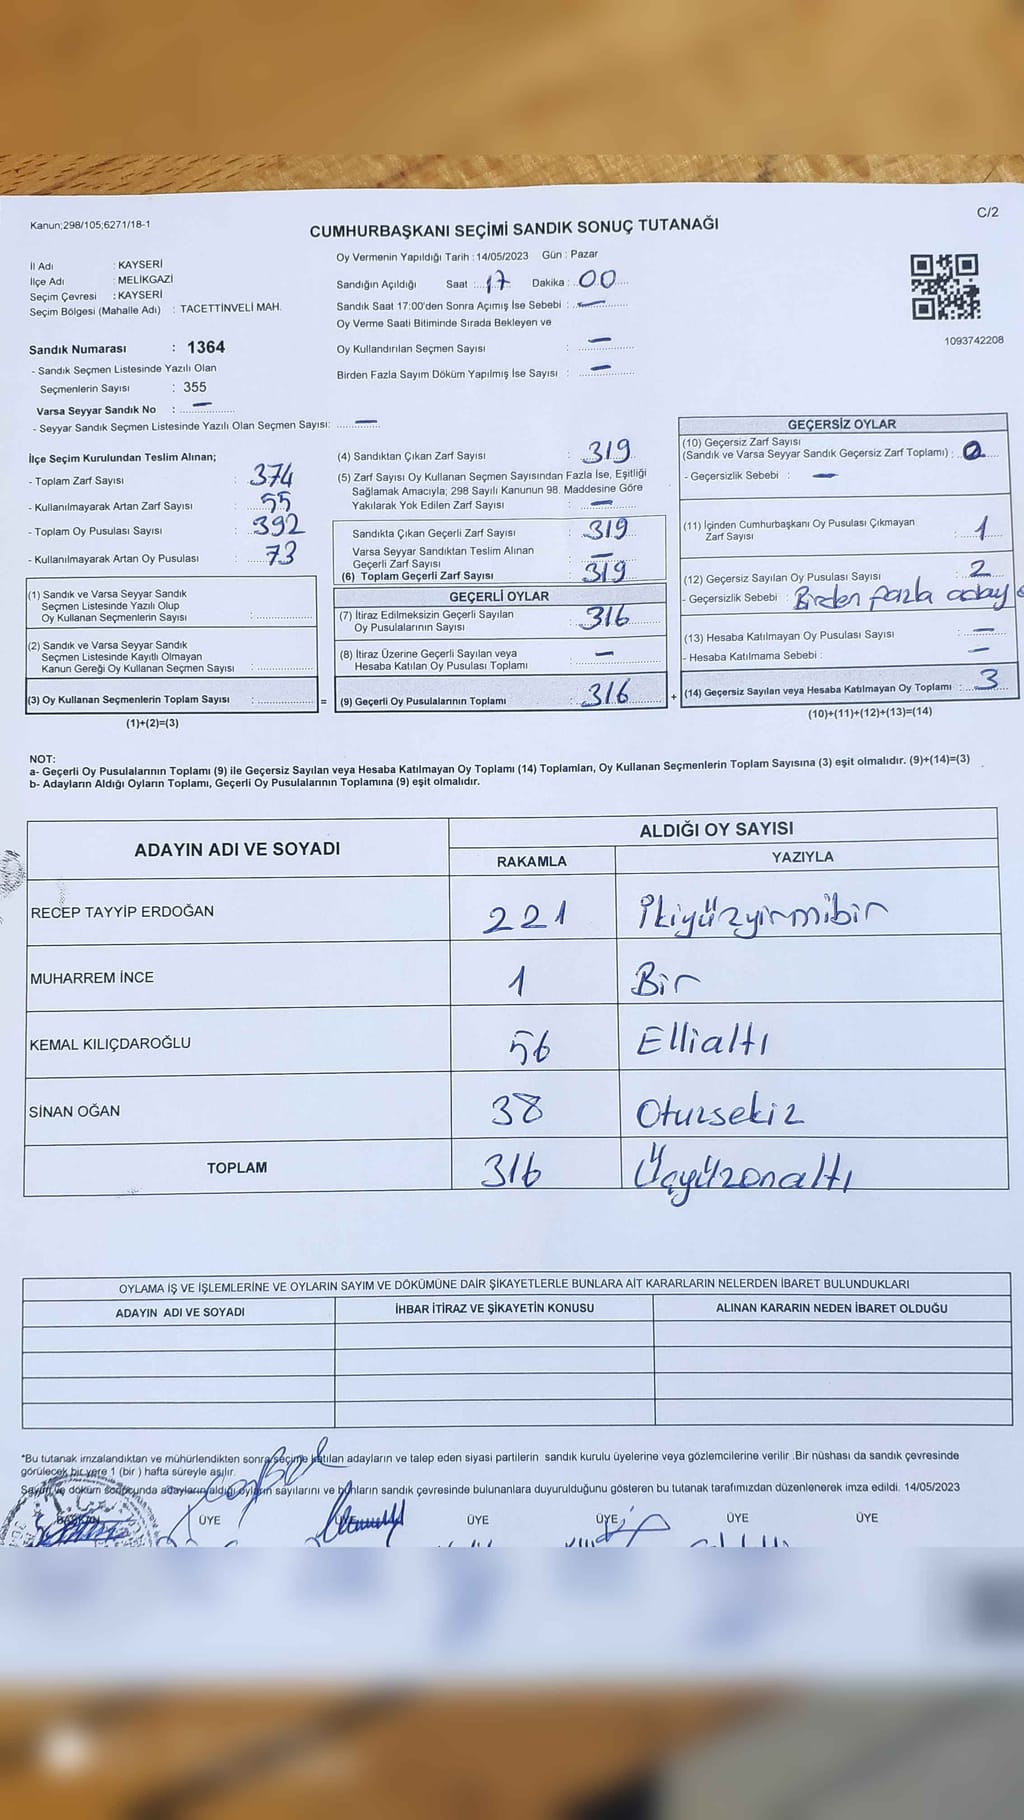 Kanun;298/105;6271/18-1
C/2
CUMHURBAŞKANI SEÇİMİ SANDIK SONUÇ TUTANAĞI
İl Adı : KAYSERİ
İlçe Adı : MELİKGAZİ
Seçim Çevresi : KAYSERİ
Seçim Bölgesi (Mahalle Adı) : TACETTİNVELİ MAH.
Sandık Numarası : 1364
- Sandık Seçmen Listesinde Yazılı Olan
Seçmenlerin Sayısı : 355
Varsa Seyyar Sandık No : —
- Seyyar Sandık Seçmen Listesinde Yazılı Olan Seçmen Sayısı: —
Oy Vermenin Yapıldığı Tarih : 14/05/2023 Gün : Pazar
Sandığın Açıldığı Saat : 17 Dakika : 00
Sandık Saat 17:00'den Sonra Açımış İse Sebebi : —
Oy Verme Saati Bitiminde Sırada Bekleyen ve
Oy Kullandırılan Seçmen Sayısı : —
Birden Fazla Sayım Döküm Yapılmış İse Sayısı : —
1093742208
İlçe Seçim Kurulundan Teslim Alınan;
- Toplam Zarf Sayısı : 374
- Kullanılmayarak Artan Zarf Sayısı : 55
- Toplam Oy Pusulası Sayısı : 392
- Kullanılmayarak Artan Oy Pusulası : 73
(1) Sandık ve Varsa Seyyar Sandık
Seçmen Listesinde Yazılı Olup
Oy Kullanan Seçmenlerin Sayısı :
(2) Sandık ve Varsa Seyyar Sandık
Seçmen Listesinde Kayıtlı Olmayan
Kanun Gereği Oy Kullanan Seçmen Sayısı :
(3) Oy Kullanan Seçmenlerin Toplam Sayısı : =
(1)+(2)=(3)
(4) Sandıktan Çıkan Zarf Sayısı : 319
(5) Zarf Sayısı Oy Kullanan Seçmen Sayısından Fazla İse, Eşitliği
Sağlamak Amacıyla; 298 Sayılı Kanunun 98. Maddesine Göre
Yakılarak Yok Edilen Zarf Sayısı : —
Sandıkta Çıkan Geçerli Zarf Sayısı : 319
Varsa Seyyar Sandıktan Teslim Alınan
Geçerli Zarf Sayısı : —
(6) Toplam Geçerli Zarf Sayısı : 319
GEÇERLİ OYLAR
(7) İtiraz Edilmeksizin Geçerli Sayılan
Oy Pusulalarının Sayısı : 316
(8) İtiraz Üzerine Geçerli Sayılan veya
Hesaba Katılan Oy Pusulası Toplamı : —
(9) Geçerli Oy Pusulalarının Toplamı : 316 +
GEÇERSİZ OYLAR
(10) Geçersiz Zarf Sayısı
(Sandık ve Varsa Seyyar Sandık Geçersiz Zarf Toplamı) : 0
- Geçersizlik Sebebi : —
(11) İçinden Cumhurbaşkanı Oy Pusulası Çıkmayan
Zarf Sayısı : 1
(12) Geçersiz Sayılan Oy Pusulası Sayısı : 2
- Geçersizlik Sebebi : Birden fazla aday
(13) Hesaba Katılmayan Oy Pusulası Sayısı : —
- Hesaba Katılmama Sebebi : —
(14) Geçersiz Sayılan veya Hesaba Katılmayan Oy Toplamı : 3
(10)+(11)+(12)+(13)=(14)
NOT:
a- Geçerli Oy Pusulalarının Toplamı (9) ile Geçersiz Sayılan veya Hesaba Katılmayan Oy Toplamı (14) Toplamları, Oy Kullanan Seçmenlerin Toplam Sayısına (3) eşit olmalıdır. (9)+(14)=(3)
b- Adayların Aldığı Oyların Toplamı, Geçerli Oy Pusulalarının Toplamına (9) eşit olmalıdır.
ADAYIN ADI VE SOYADI ALDIĞI OY SAYISI
RAKAMLA YAZIYLA
RECEP TAYYİP ERDOĞAN 221 İkiyüzyirmibir
MUHARREM İNCE 1 Bir
KEMAL KILIÇDAROĞLU 56 Ellialtı
SİNAN OĞAN 38 Otuzsekiz
TOPLAM 316 Üçyüzonaltı
OYLAMA İŞ VE İŞLEMLERİNE VE OYLARIN SAYIM VE DÖKÜMÜNE DAİR ŞİKAYETLERLE BUNLARA AİT KARARLARIN NELERDEN İBARET BULUNDUKLARI
ADAYIN ADI VE SOYADI İHBAR İTİRAZ VE ŞİKAYETİN KONUSU ALINAN KARARIN NEDEN İBARET OLDUĞU
*Bu tutanak imzalandıktan ve mühürlendikten sonra seçime katılan adayların ve talep eden siyasi partilerin sandık kurulu üyelerine veya gözlemcilerine verilir .Bir nüshası da sandık çevresinde
görülecek bir yere 1 (bir ) hafta süreyle asılır.
Sayım ve döküm sonucunda adayların aldığı oyların sayılarını ve bunların sandık çevresinde bulunanlara duyurulduğunu gösteren bu tutanak tarafımızdan düzenlenerek imza edildi. 14/05/2023
BAŞKAN ÜYE ÜYE ÜYE ÜYE ÜYE ÜYE